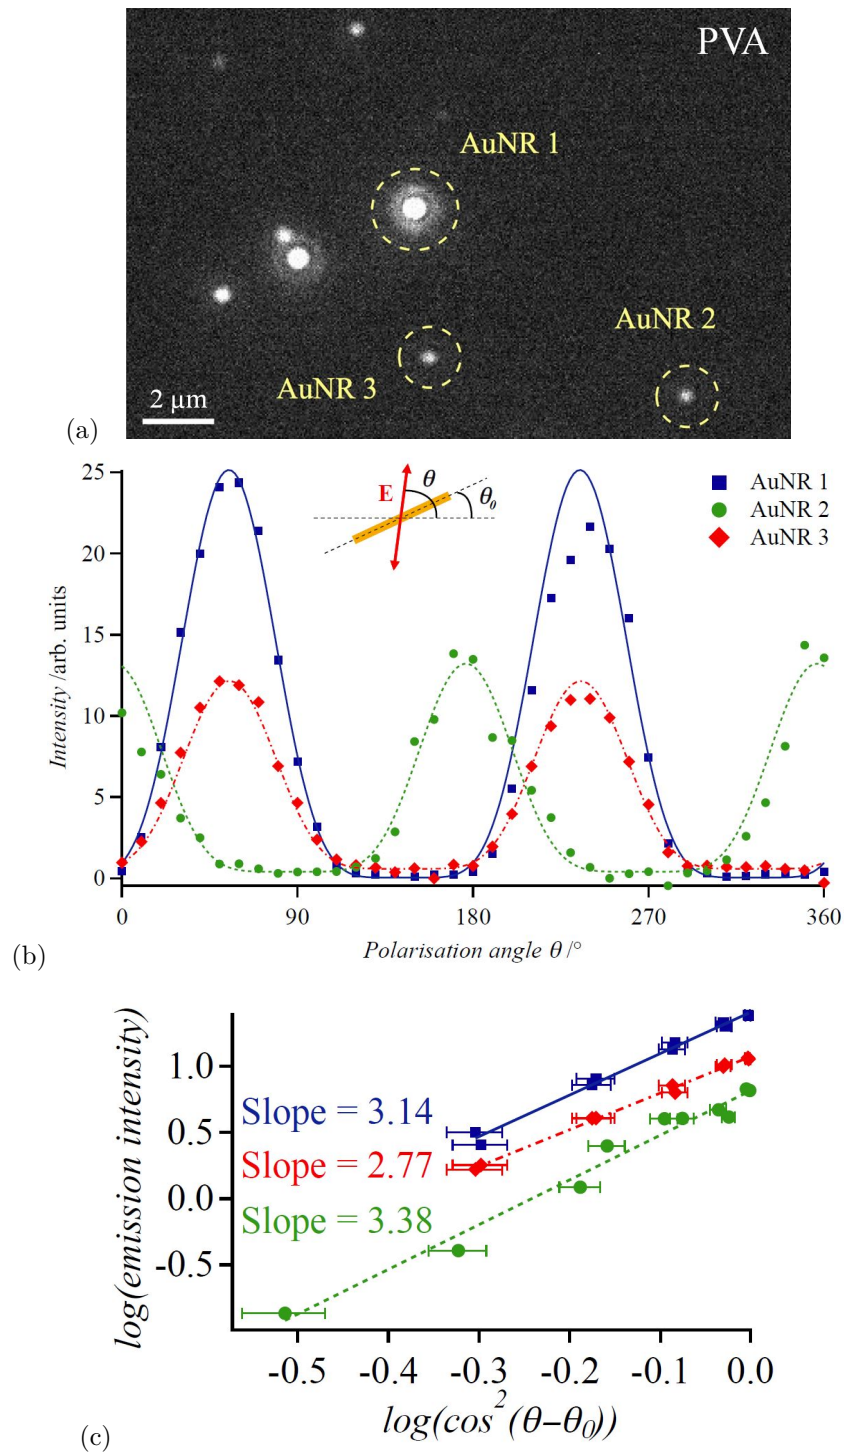 PVA
AuNR 1
AuNR 2
AuNR 3
2 µm
(a)
25
20
15
10
5
0
Intensity /arb. units
E
θ
θ₀
AuNR 1
AuNR 2
AuNR 3
0
90
180
270
360
Polarisation angle θ /°
(b)
log(emission intensity)
1.0
0.5
0.0
-0.5
Slope = 3.14
Slope = 2.77
Slope = 3.38
-0.5
-0.4
-0.3
-0.2
-0.1
0.0
log(cos²(θ−θ₀))
(c)